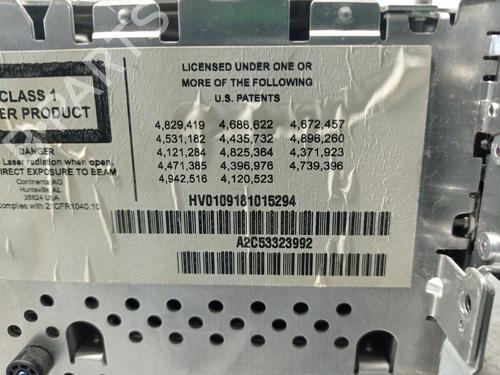 CLASS 1
ER PRODUCT
DANGER
Laser radiation when open.
DIRECT EXPOSURE TO BEAM
Continental AG
Huntsville, AL
35824 USA
Complies with 21CFR1040.10
LICENSED UNDER ONE OR
MORE OF THE FOLLOWING
U.S. PATENTS
4,829,419 4,686,622 4,672,457
4,531,182 4,435,732 4,896,260
4,121,284 4,825,364 4,371,923
4,471,385 4,396,976 4,739,396
4,942,516 4,120,523
HV0109181015294
A2C53323992